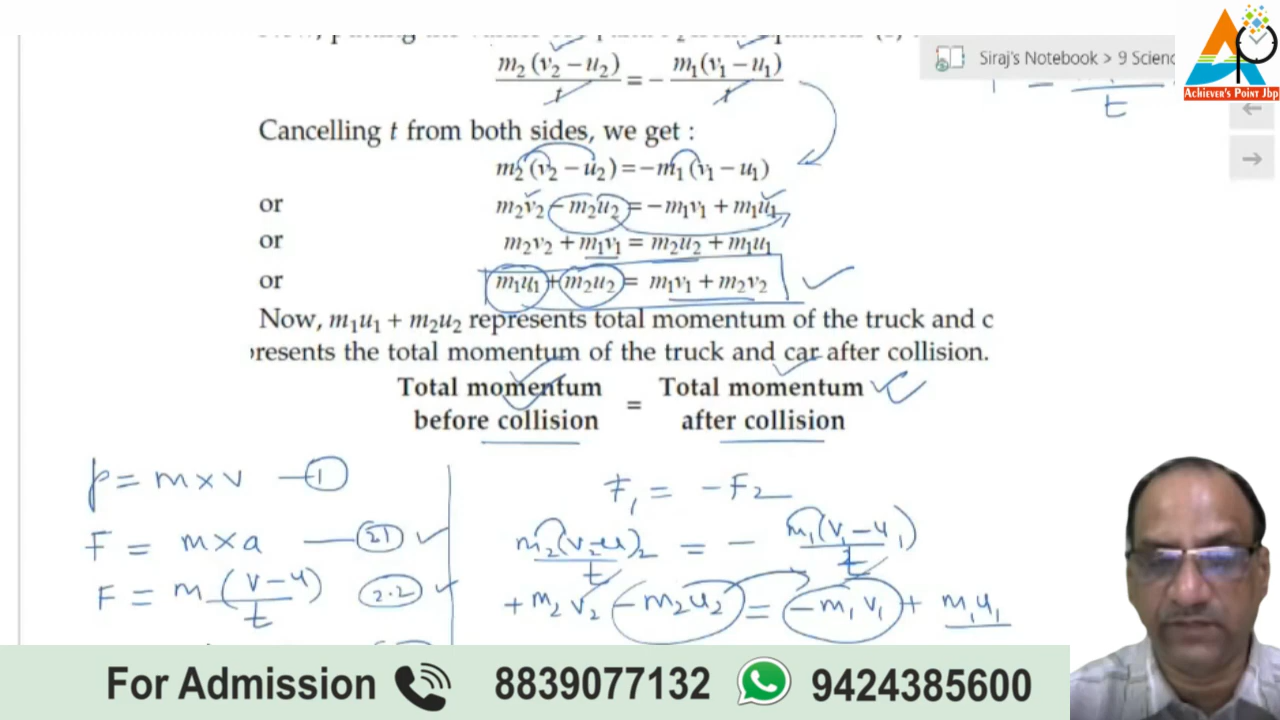 m₂(v₂ − u₂)/t = − m₁(v₁ − u₁)/t
Siraj's Notebook > 9 Scienc
ACHIEVER'S POINT JBP
t
Cancelling t from both sides, we get :
m₂(v₂ − u₂) = −m₁(v₁ − u₁)
or m₂v₂ − m₂u₂ = −m₁v₁ + m₁u₁
or m₂v₂ + m₁v₁ = m₂u₂ + m₁u₁
or m₁u₁ + m₂u₂ = m₁v₁ + m₂v₂
Now, m₁u₁ + m₂u₂ represents total momentum of the truck and c
resents the total momentum of the truck and car after collision.
Total momentum before collision = Total momentum after collision
p = m × v — 1
F = m × a — 2.1
F = m (v − u)/t 2.2
F₁ = −F₂
m₂(v₂ − u)₂/t = − m₁(v₁ − u₁)/t
+ m₂v₂ − m₂u₂ = −m₁v₁ + m₁u₁
For Admission 8839077132 9424385600